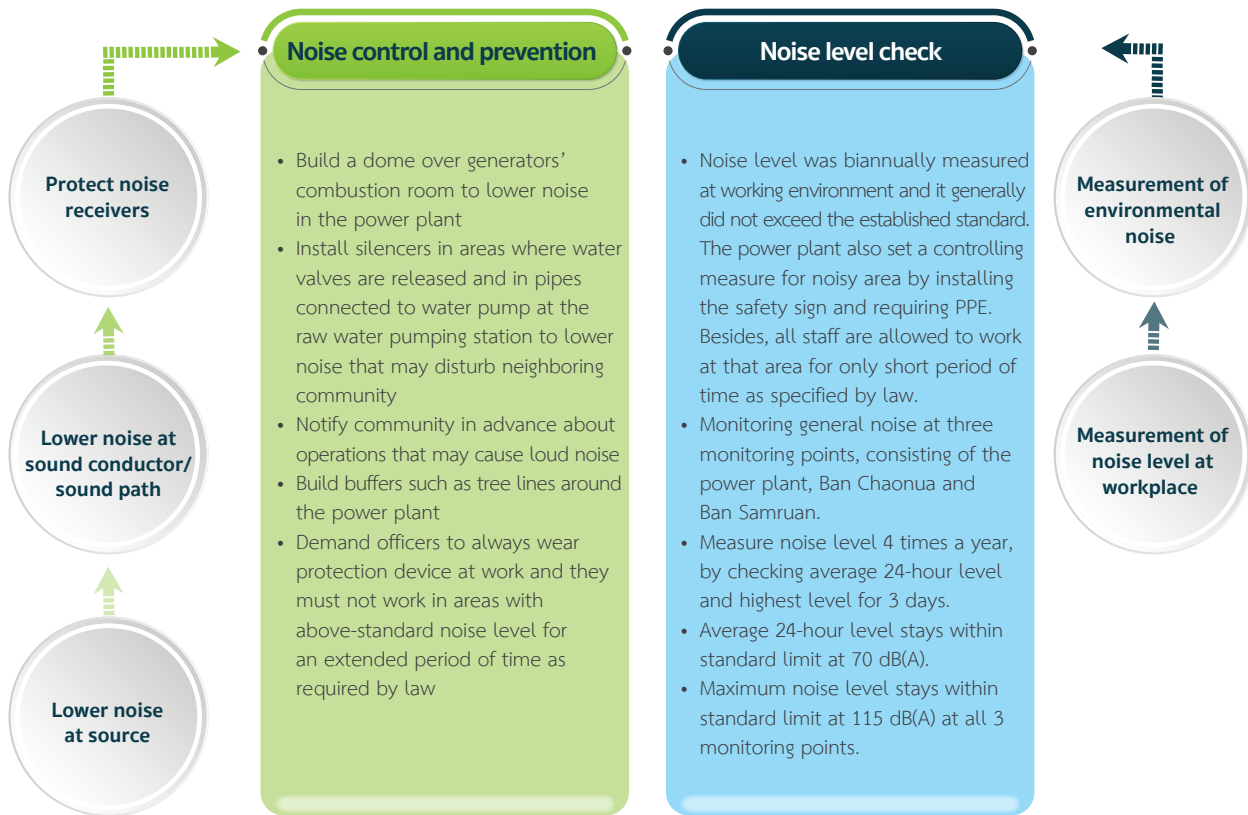 Protect noise
receivers
Lower noise at
sound conductor/
sound path
Lower noise
at source
Noise control and prevention
• Build a dome over generators’
combustion room to lower noise
in the power plant
• Install silencers in areas where water
valves are released and in pipes
connected to water pump at the
raw water pumping station to lower
noise that may disturb neighboring
community
• Notify community in advance about
operations that may cause loud noise
• Build buffers such as tree lines around
the power plant
• Demand officers to always wear
protection device at work and they
must not work in areas with
above-standard noise level for
an extended period of time as
required by law
Noise level check
• Noise level was biannually measured
at working environment and it generally
did not exceed the established standard.
The power plant also set a controlling
measure for noisy area by installing
the safety sign and requiring PPE.
Besides, all staff are allowed to work
at that area for only short period of
time as specified by law.
• Monitoring general noise at three
monitoring points, consisting of the
power plant, Ban Chaonua and
Ban Samruan.
• Measure noise level 4 times a year,
by checking average 24-hour level
and highest level for 3 days.
• Average 24-hour level stays within
standard limit at 70 dB(A).
• Maximum noise level stays within
standard limit at 115 dB(A) at all 3
monitoring points.
Measurement of
environmental
noise
Measurement of
noise level at
workplace